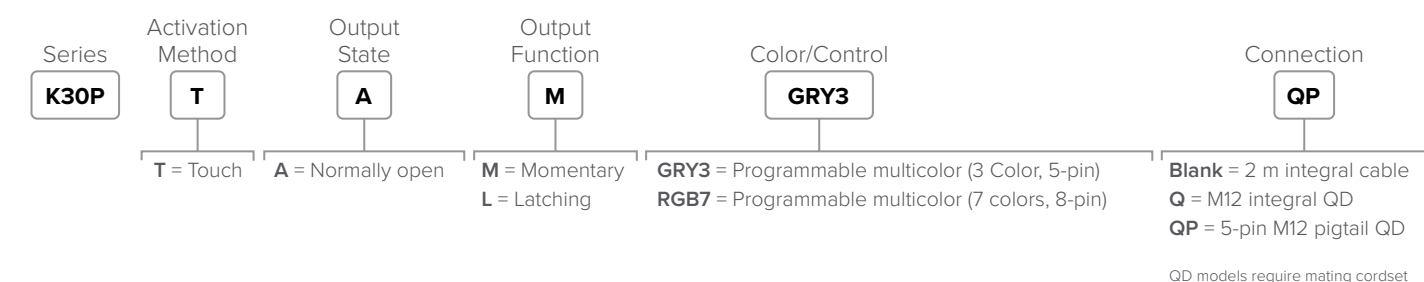 Series
Activation
Method
Output
State
Output
Function
Color/Control
Connection
K30P
T
A
M
GRY3
QP
T = Touch
A = Normally open
M = Momentary
L = Latching
GRY3 = Programmable multicolor (3 Color, 5-pin)
RGB7 = Programmable multicolor (7 colors, 8-pin)
Blank = 2 m integral cable
Q = M12 integral QD
QP = 5-pin M12 pigtail QD
QD models require mating cordset